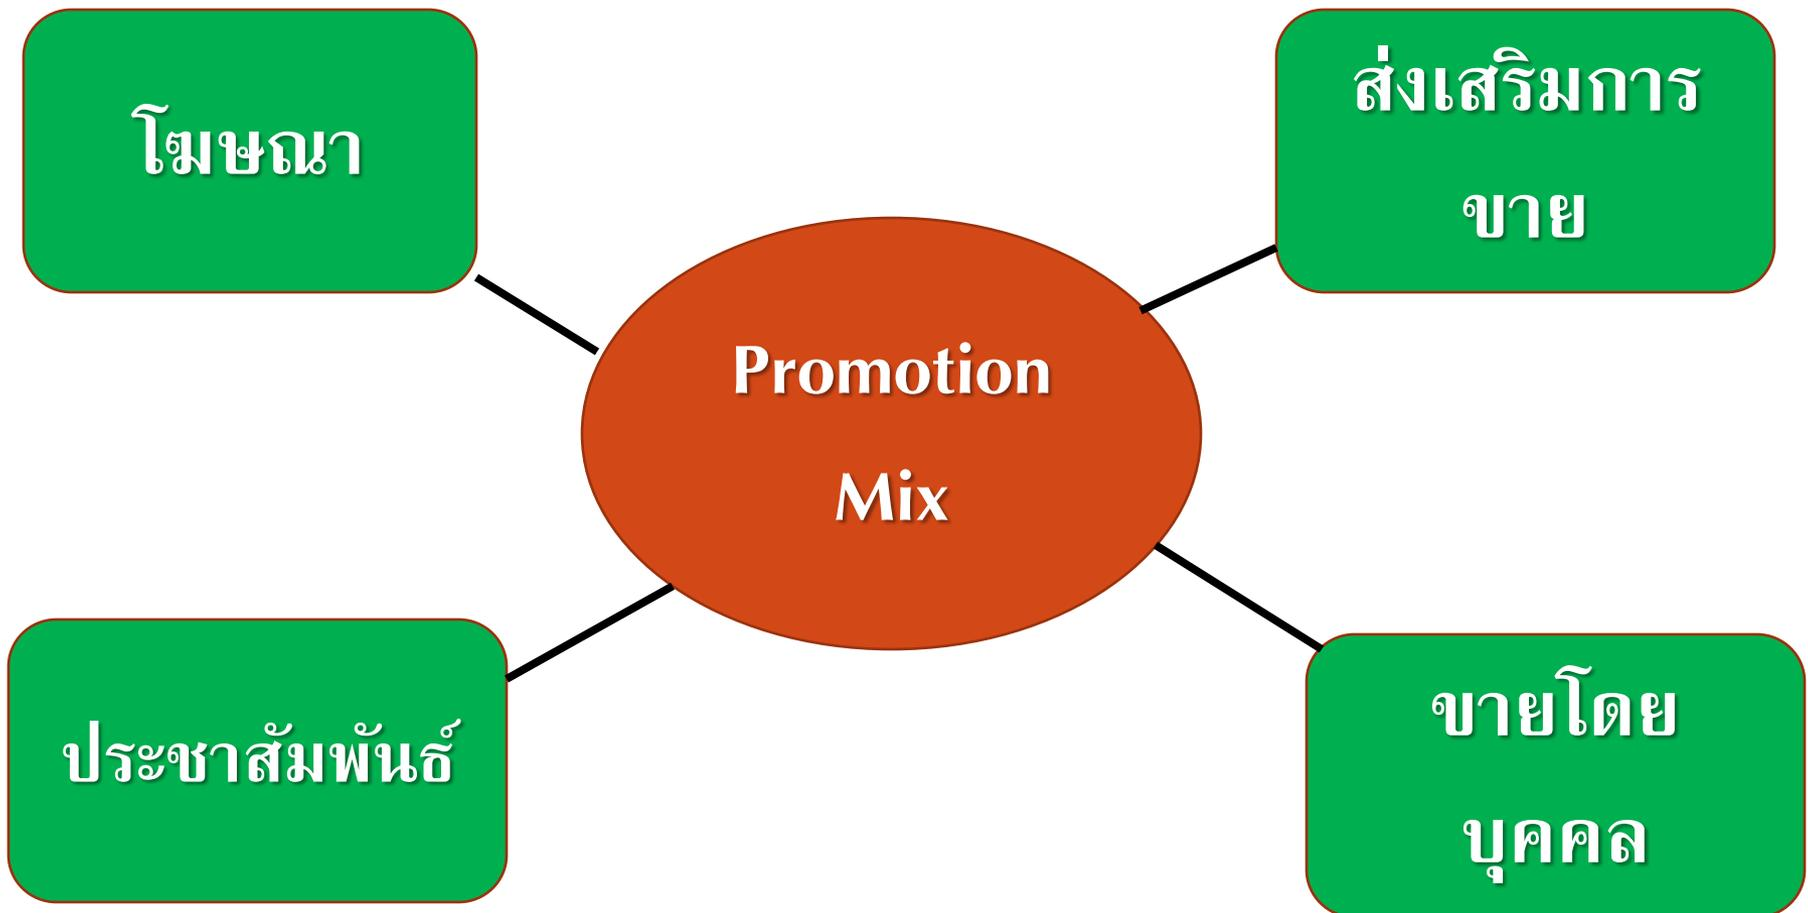 โฆษณา
ส่งเสริมการ
ขาย
Promotion
Mix
ประชาสัมพันธ์
ขายโดย
บุคคล